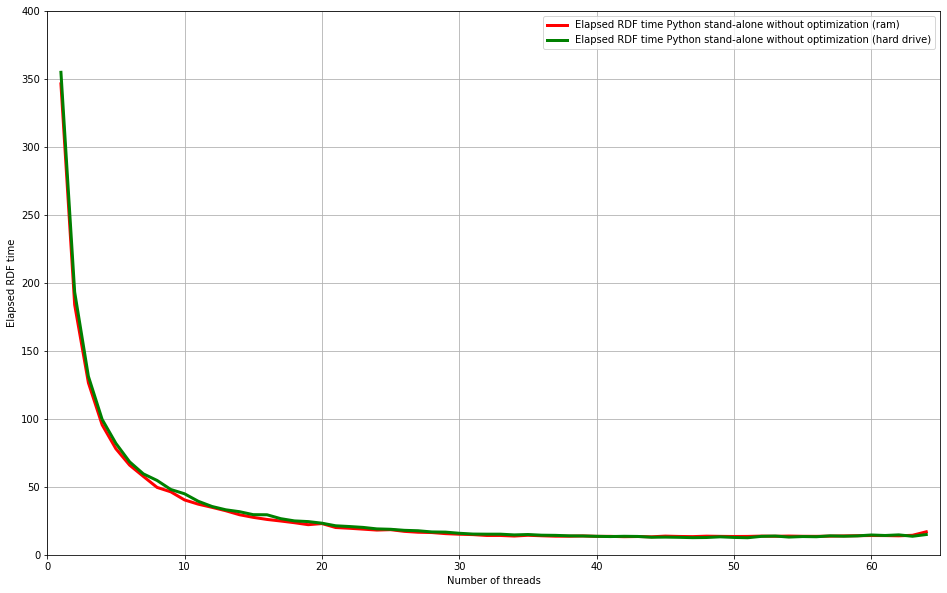 Elapsed RDF time Python stand-alone without optimization (ram)
Elapsed RDF time Python stand-alone without optimization (hard drive)
400
350
300
250
200
150
100
50
0
Elapsed RDF time
0 10 20 30 40 50 60
Number of threads